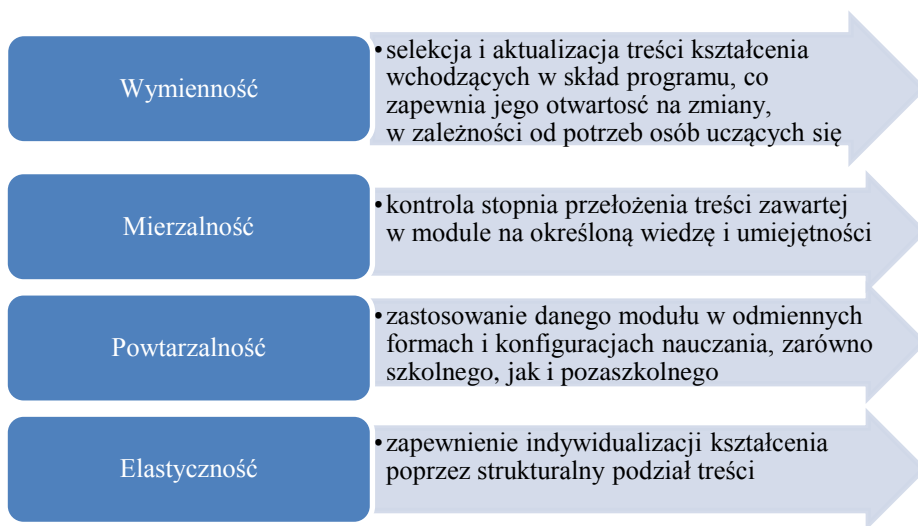 Wymienność
•selekcja i aktualizacja treści kształcenia
wchodzących w skład programu, co
zapewnia jego otwartość na zmiany,
w zależności od potrzeb osób uczących się
Mierzalność
•kontrola stopnia przełożenia treści zawartej
w module na określoną wiedzę i umiejętności
Powtarzalność
•zastosowanie danego modułu w odmiennych
formach i konfiguracjach nauczania, zarówno
szkolnego, jak i pozaszkolnego
Elastyczność
•zapewnienie indywidualizacji kształcenia
poprzez strukturalny podział treści